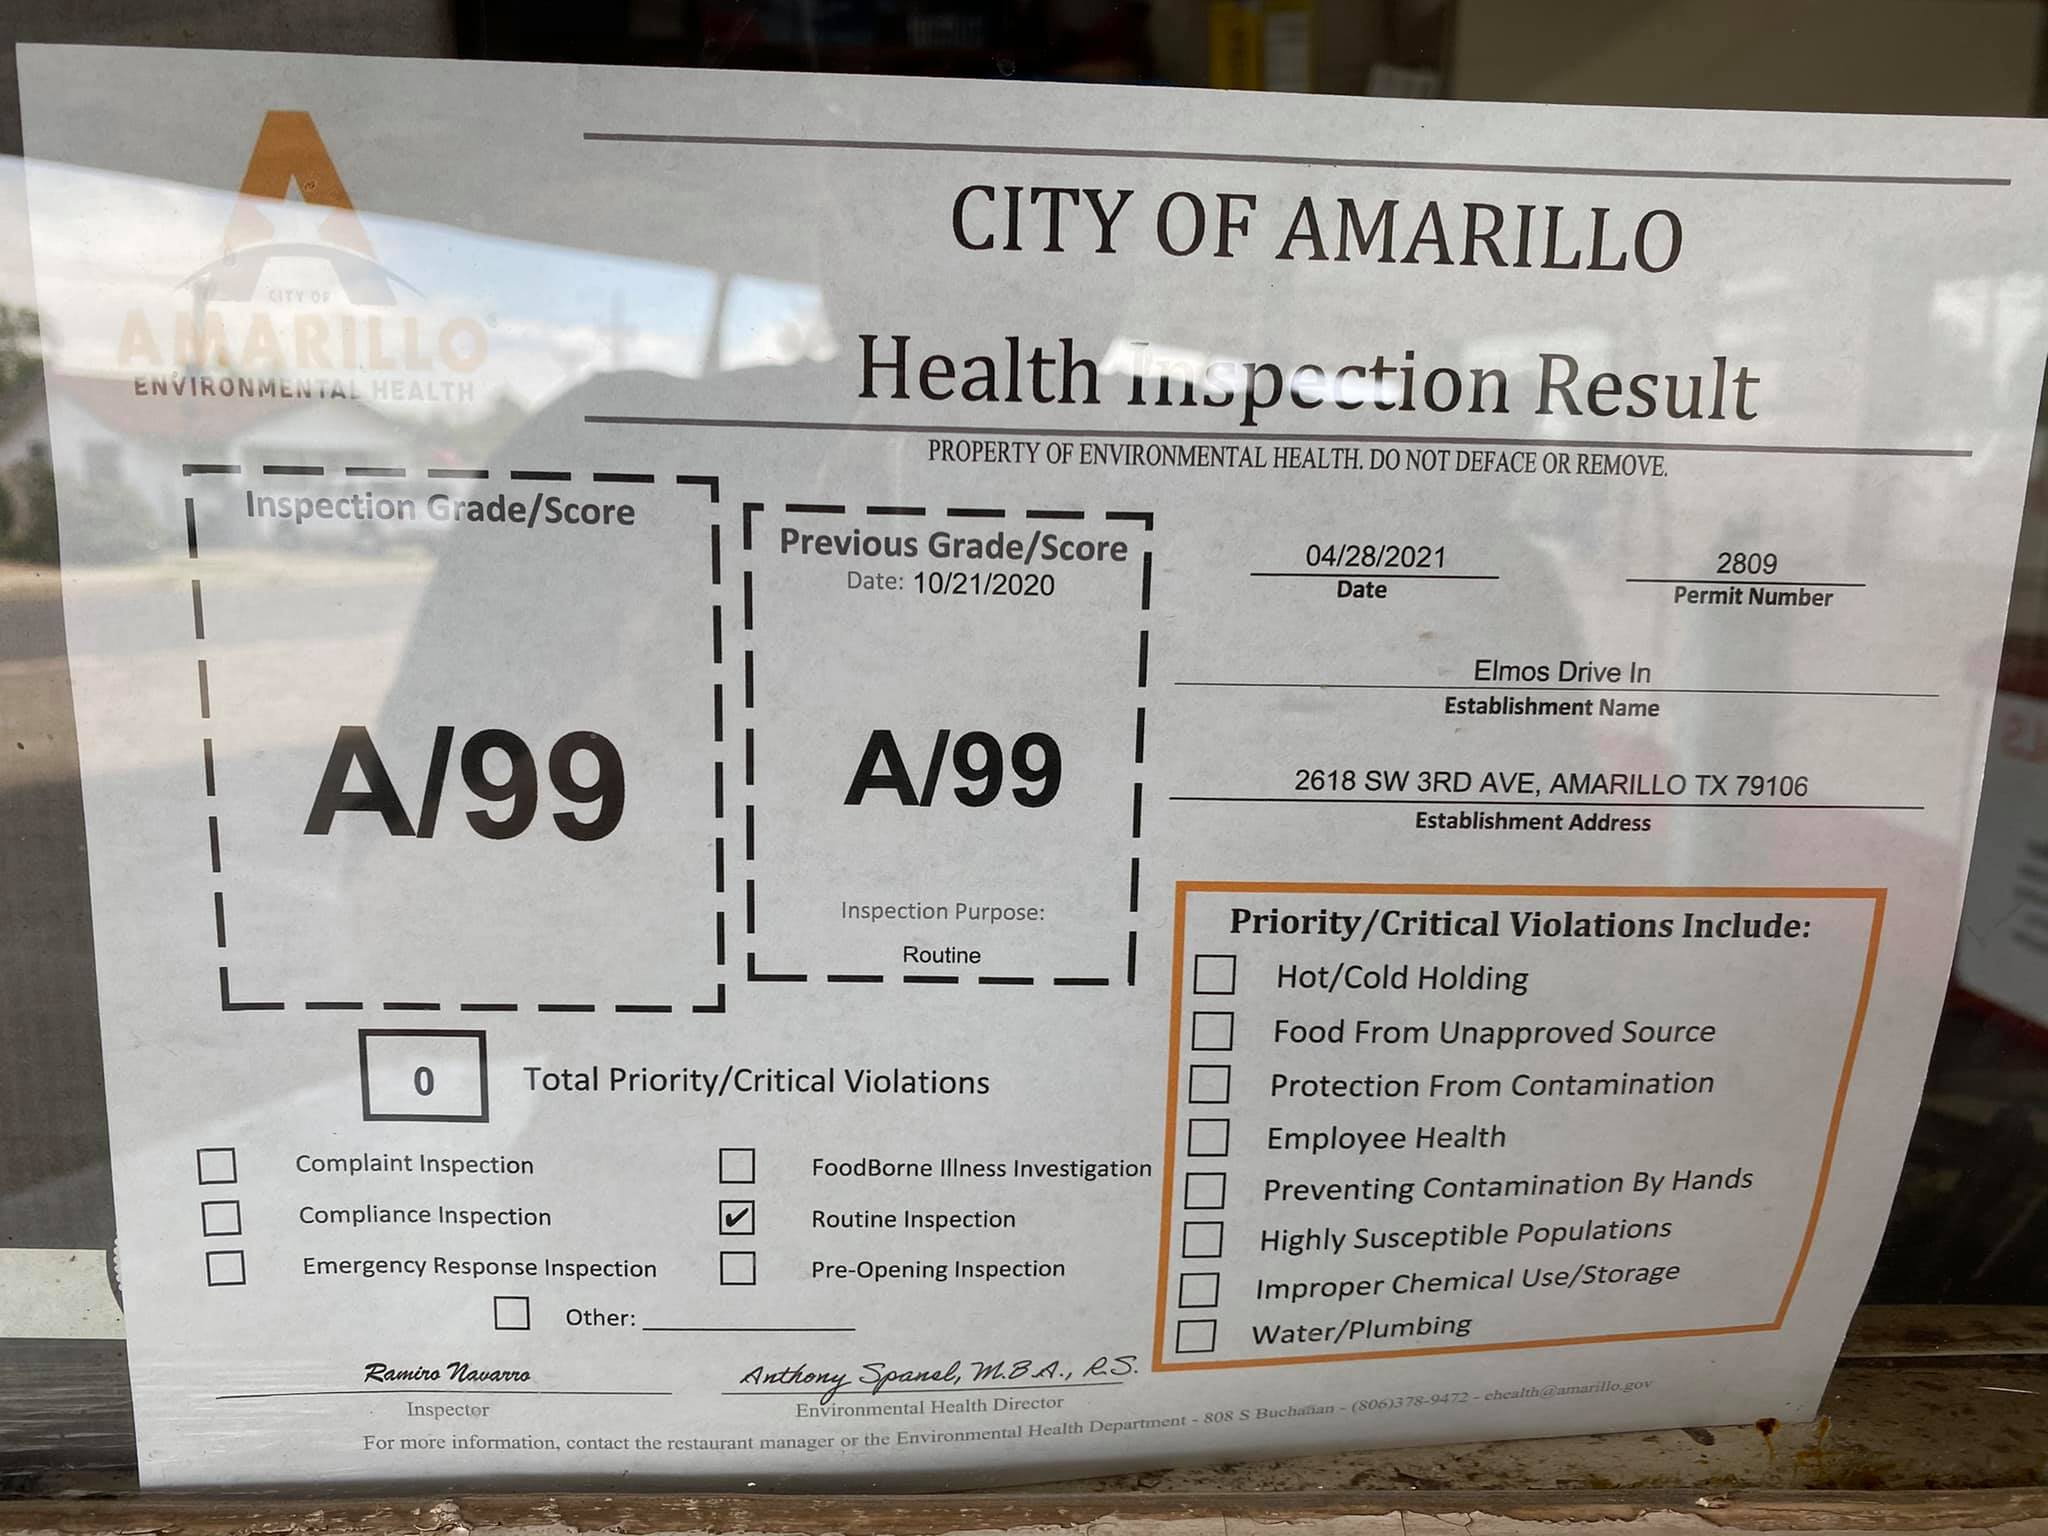 CITY OF
AMARILLO
ENVIRONMENTAL HEALTH
CITY OF AMARILLO
Health Inspection Result
PROPERTY OF ENVIRONMENTAL HEALTH. DO NOT DEFACE OR REMOVE.
Inspection Grade/Score
A/99
Previous Grade/Score
Date: 10/21/2020
A/99
Inspection Purpose:
Routine
04/28/2021
Date
2809
Permit Number
Elmos Drive In
Establishment Name
2618 SW 3RD AVE, AMARILLO TX 79106
Establishment Address
0 Total Priority/Critical Violations
Complaint Inspection
Compliance Inspection
Emergency Response Inspection
FoodBorne Illness Investigation
✔ Routine Inspection
Pre-Opening Inspection
Other:
Priority/Critical Violations Include:
Hot/Cold Holding
Food From Unapproved Source
Protection From Contamination
Employee Health
Preventing Contamination By Hands
Highly Susceptible Populations
Improper Chemical Use/Storage
Water/Plumbing
Ramiro Navarro
Inspector
Anthony Spanel, M.B.A., R.S.
Environmental Health Director
For more information, contact the restaurant manager or the Environmental Health Department - 808 S Buchanan - (806)378-9472 - ehealth@amarillo.gov